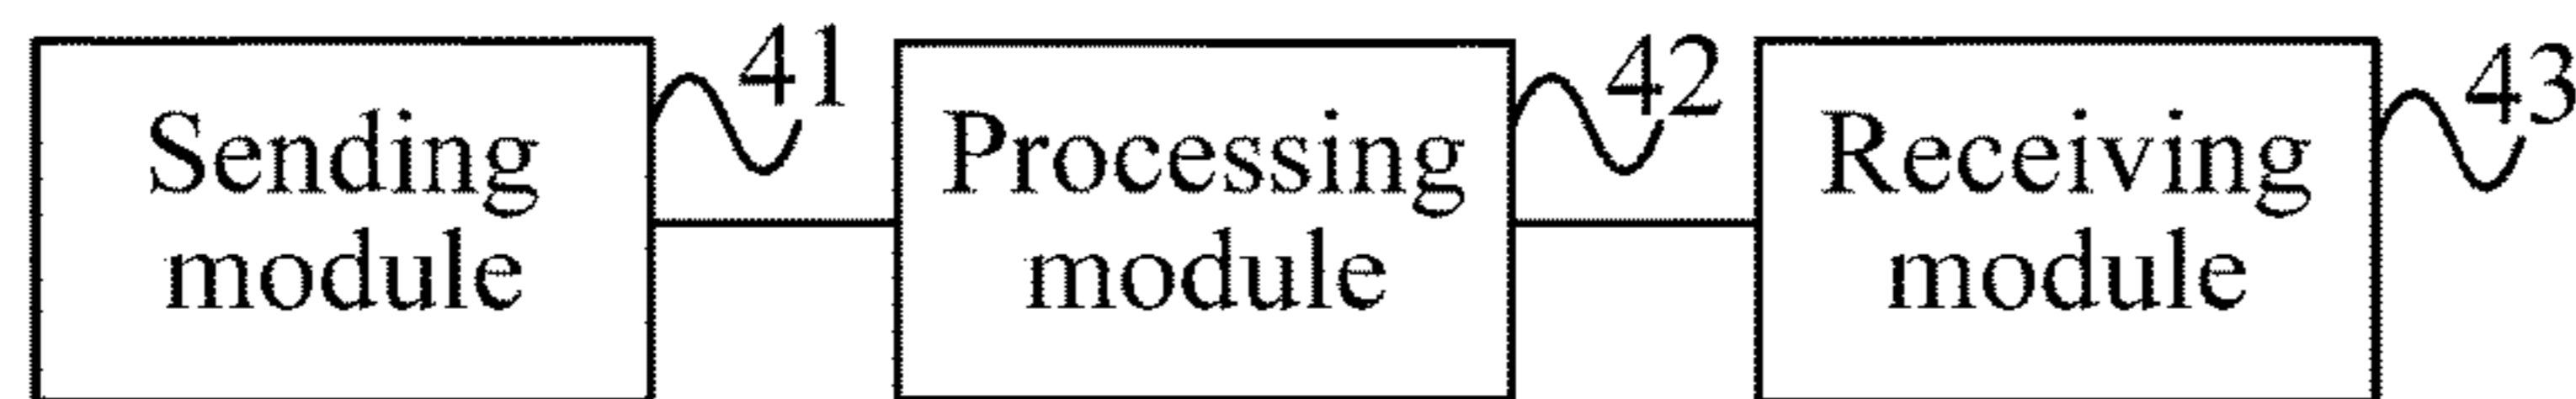 Sending
module
41
Processing
module
42
Receiving
module
43